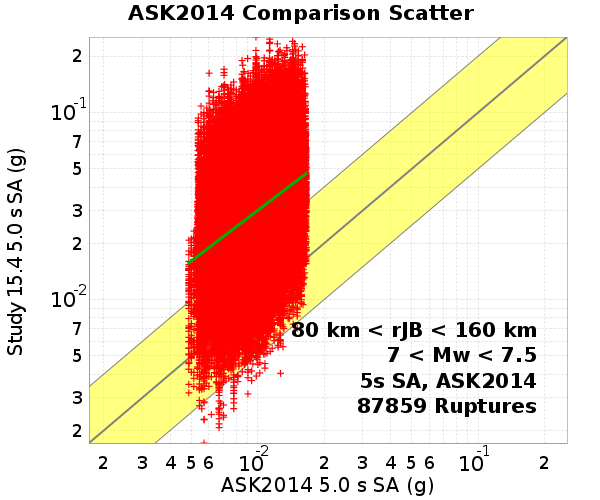 ASK2014 Comparison Scatter
Study 15.4 5.0 s SA (g)
2
10-1
7
5
3
2
10-2
7
5
3
2
80 km < rJB < 160 km
7 < Mw < 7.5
5s SA, ASK2014
87859 Ruptures
2 3 4 5 6 10-2 2 3 4 5 6 10-1 2
ASK2014 5.0 s SA (g)